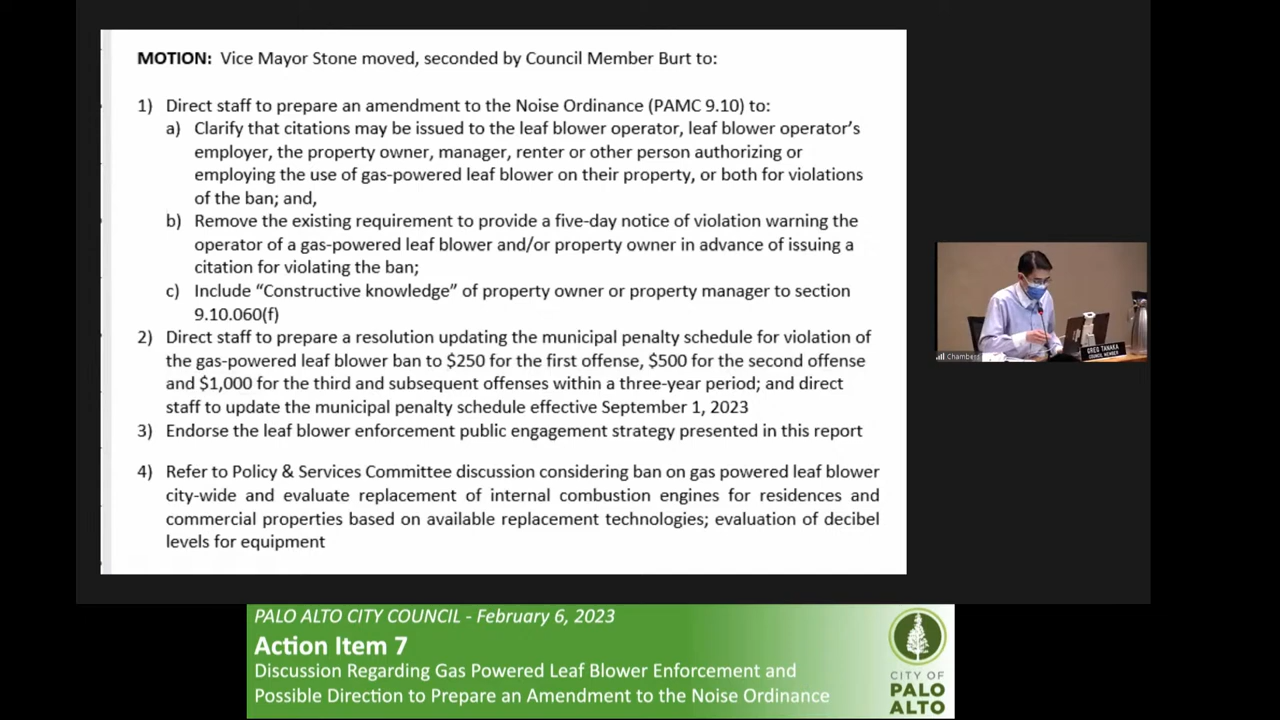 MOTION: Vice Mayor Stone moved, seconded by Council Member Burt to:
1) Direct staff to prepare an amendment to the Noise Ordinance (PAMC 9.10) to:
a) Clarify that citations may be issued to the leaf blower operator, leaf blower operator's
employer, the property owner, manager, renter or other person authorizing or
employing the use of gas-powered leaf blower on their property, or both for violations
of the ban; and,
b) Remove the existing requirement to provide a five-day notice of violation warning the
operator of a gas-powered leaf blower and/or property owner in advance of issuing a
citation for violating the ban;
c) Include “Constructive knowledge” of property owner or property manager to section
9.10.060(f)
2) Direct staff to prepare a resolution updating the municipal penalty schedule for violation of
the gas-powered leaf blower ban to $250 for the first offense, $500 for the second offense
and $1,000 for the third and subsequent offenses within a three-year period; and direct
staff to update the municipal penalty schedule effective September 1, 2023
3) Endorse the leaf blower enforcement public engagement strategy presented in this report
4) Refer to Policy & Services Committee discussion considering ban on gas powered leaf blower
city-wide and evaluate replacement of internal combustion engines for residences and
commercial properties based on available replacement technologies; evaluation of decibel
levels for equipment
GREG TANAKA
COUNCIL MEMBER
PALO ALTO CITY COUNCIL - February 6, 2023
Action Item 7
Discussion Regarding Gas Powered Leaf Blower Enforcement and
Possible Direction to Prepare an Amendment to the Noise Ordinance
CITY OF
PALO
ALTO